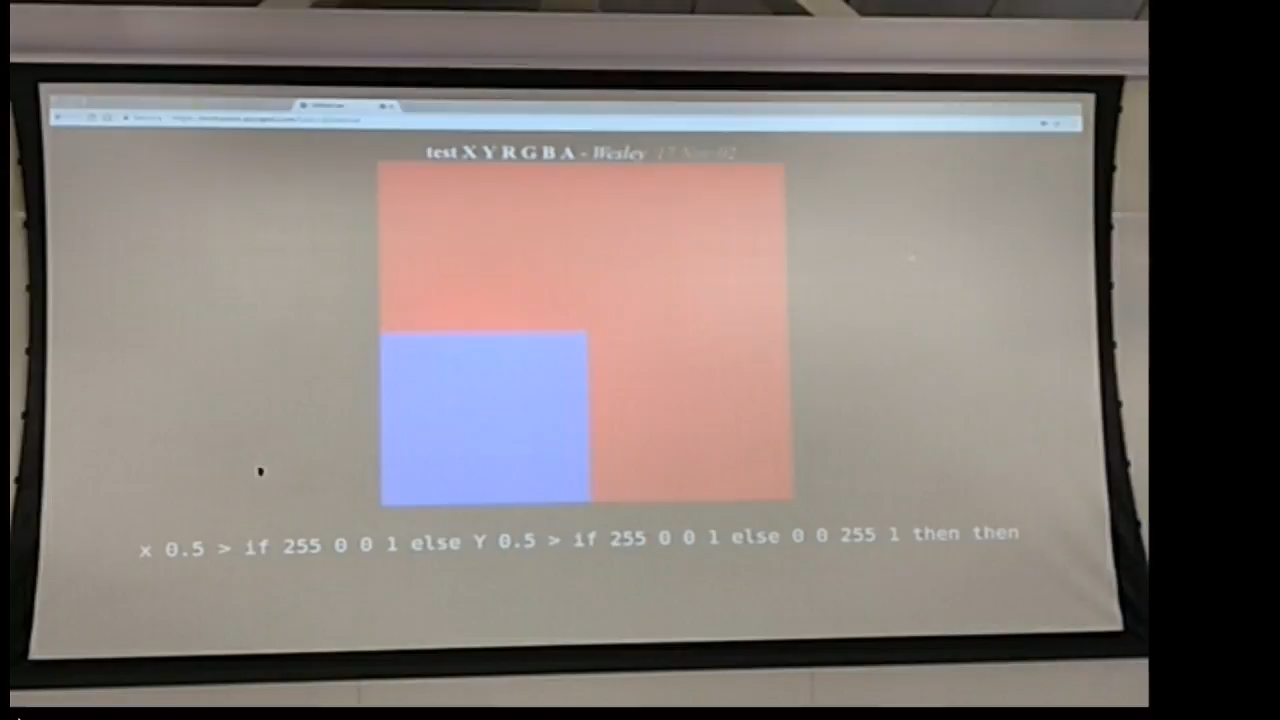 test X Y R G B A - Wesley
x 0.5 > if 255 0 0 1 else Y 0.5 > if 255 0 0 1 else 0 0 255 1 then then